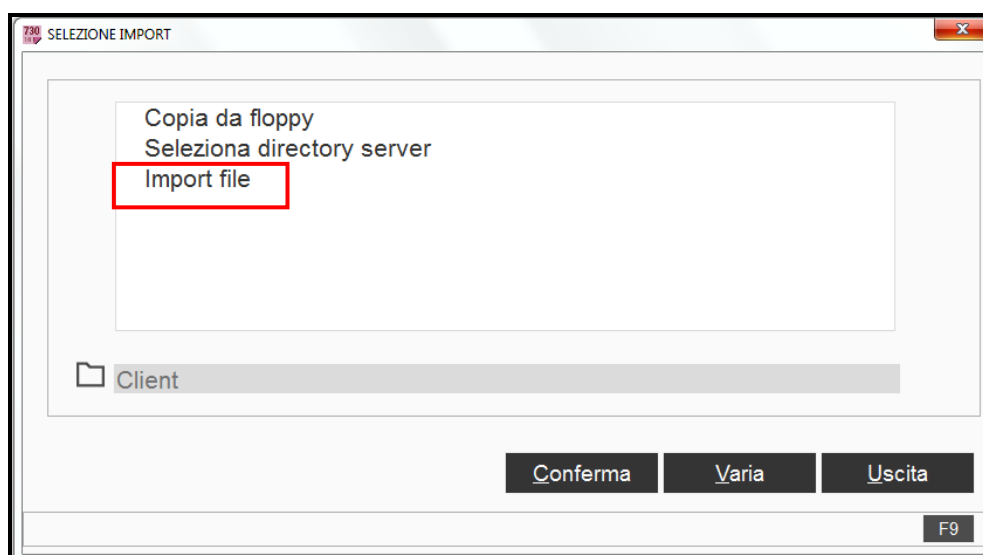 730
SELEZIONE IMPORT
Copia da floppy
Seleziona directory server
Import file
Client
Conferma
Varia
Uscita
F9